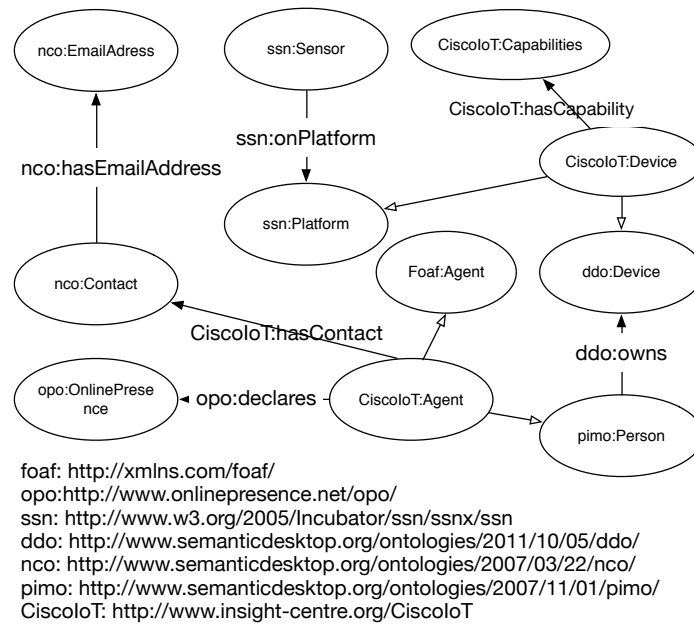 nco:EmailAdress
ssn:Sensor
CiscoIoT:Capabilities
CiscoIoT:hasCapability
ssn:onPlatform
nco:hasEmailAddress
CiscoIoT:Device
ssn:Platform
Foaf:Agent
ddo:Device
nco:Contact
CiscoIoT:hasContact
ddo:owns
opo:OnlinePrese
nce
opo:declares
CiscoIoT:Agent
pimo:Person
foaf: http://xmlns.com/foaf/
opo:http://www.onlinepresence.net/opo/
ssn: http://www.w3.org/2005/Incubator/ssn/ssnx/ssn
ddo: http://www.semanticdesktop.org/ontologies/2011/10/05/ddo/
nco: http://www.semanticdesktop.org/ontologies/2007/03/22/nco/
pimo: http://www.semanticdesktop.org/ontologies/2007/11/01/pimo/
CiscoIoT: http://www.insight-centre.org/CiscoIoT